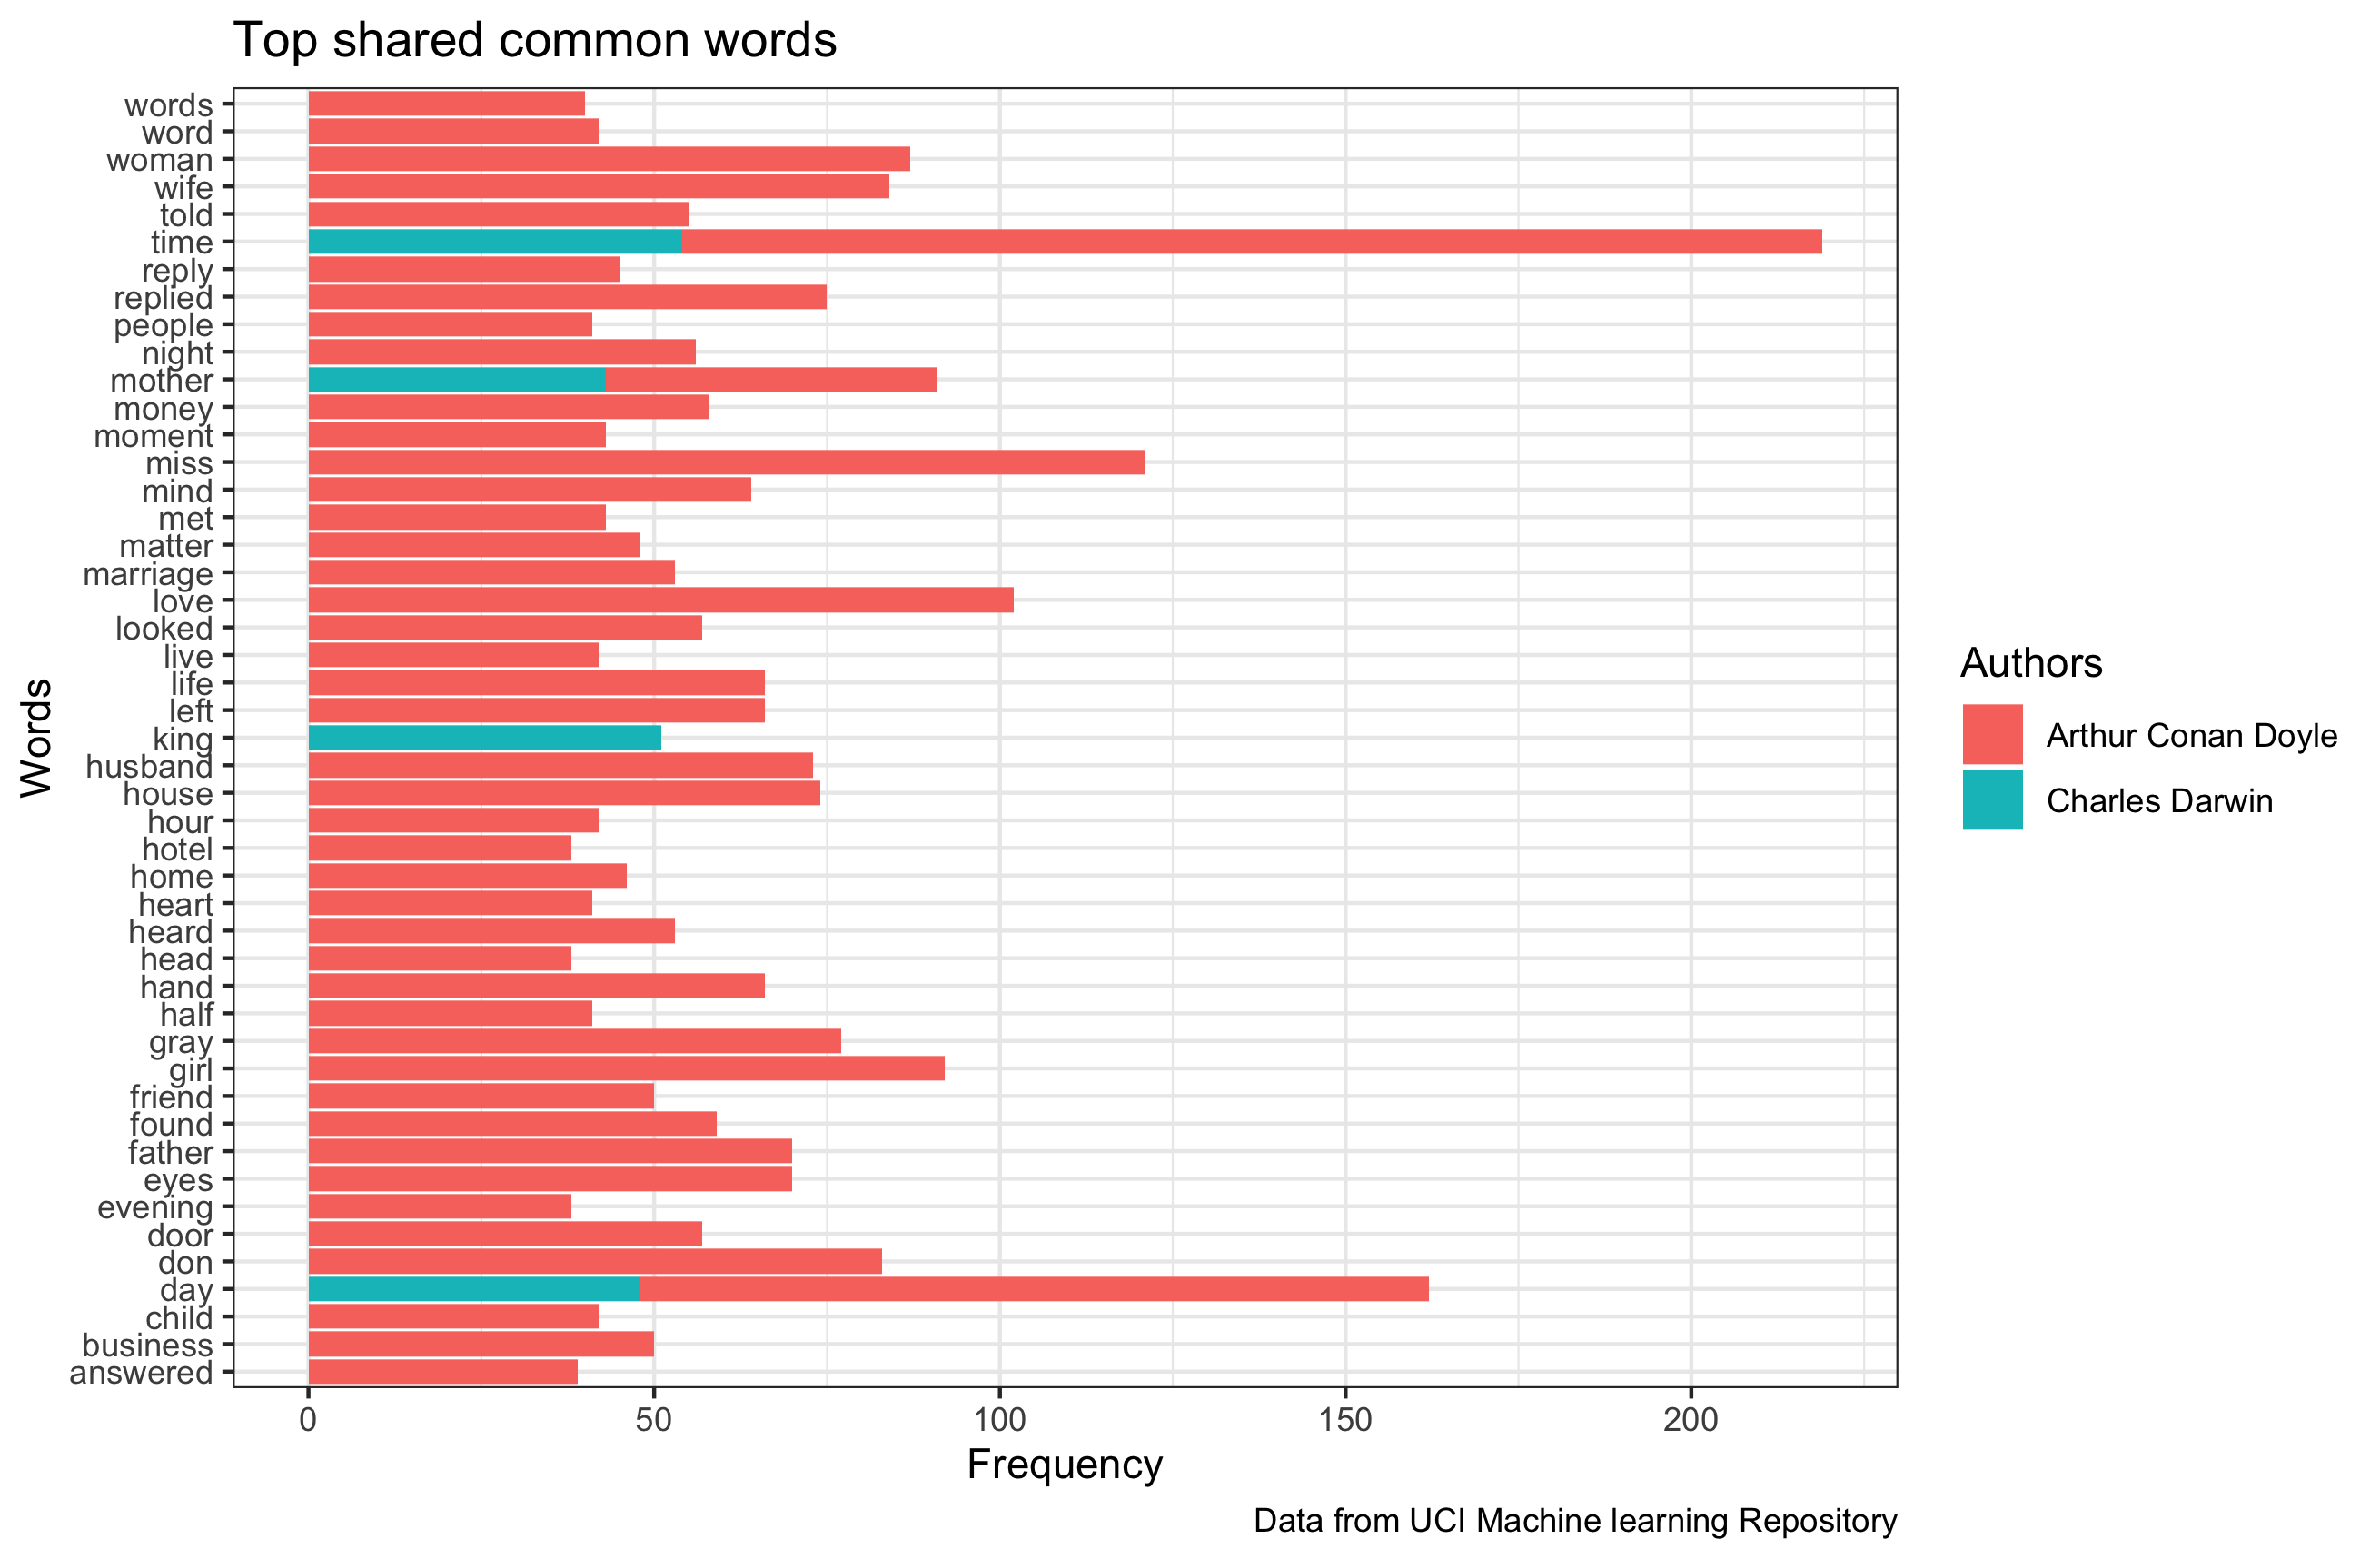 Top shared common words
words
word
woman
wife
told
time
reply
replied
people
night
mother
money
moment
miss
mind
met
matter
marriage
love
looked
live
life
left
king
husband
house
hour
hotel
home
heart
heard
head
hand
half
gray
girl
friend
found
father
eyes
evening
door
don
day
child
business
answered
Words
0 50 100 150 200
Frequency
Authors
Arthur Conan Doyle
Charles Darwin
Data from UCI Machine learning Repository